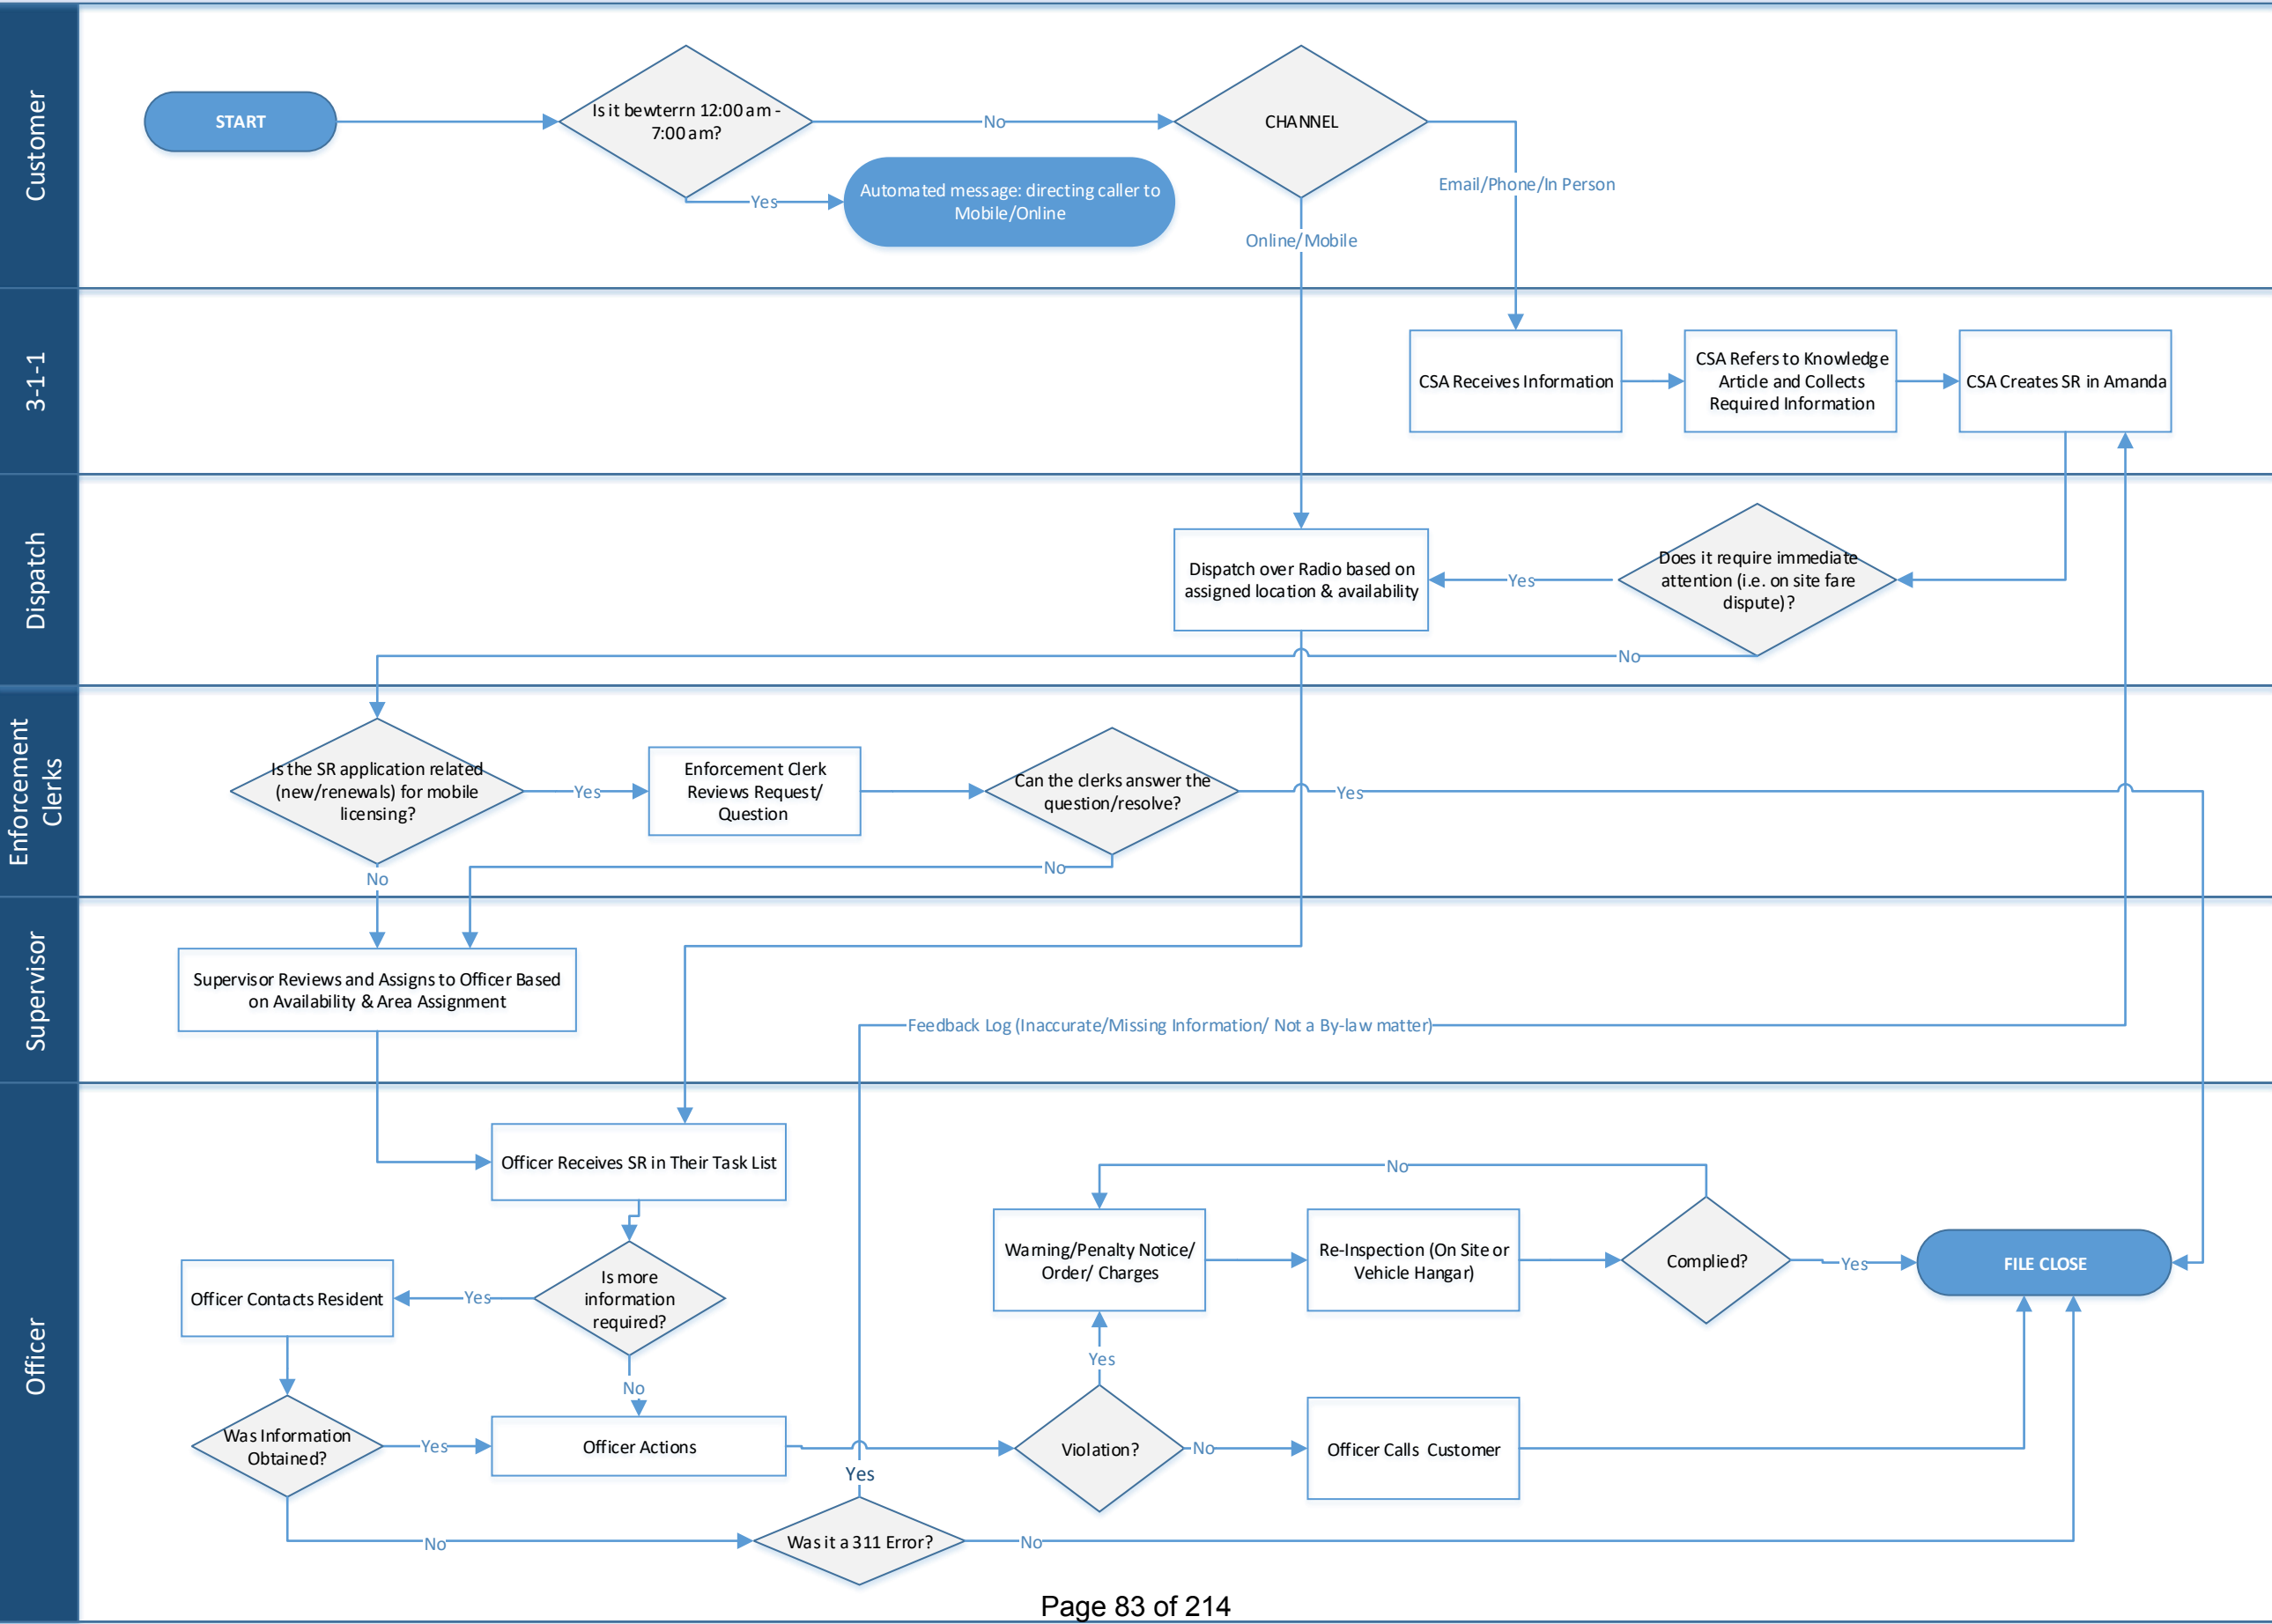 Customer
START
Is it bewterrn 12:00 am -
7:00 am?
No
CHANNEL
Yes
Automated message: directing caller to
Mobile/Online
Email/Phone/In Person
Online/Mobile
3-1-1
CSA Receives Information
CSA Refers to Knowledge
Article and Collects
Required Information
CSA Creates SR in Amanda
Dispatch
Dispatch over Radio based on
assigned location & availability
Yes
Does it require immediate
attention (i.e. on site fare
dispute)?
No
Enforcement
Clerks
Is the SR application related
(new/renewals) for mobile
licensing?
Yes
Enforcement Clerk
Reviews Request/
Question
Can the clerks answer the
question/resolve?
Yes
No
No
Supervisor
Supervisor Reviews and Assigns to Officer Based
on Availability & Area Assignment
Feedback Log (Inaccurate/Missing Information/ Not a By-law matter)
Officer
Officer Receives SR in Their Task List
No
Warning/Penalty Notice/
Order/ Charges
Re-Inspection (On Site or
Vehicle Hangar)
Complied?
Yes
FILE CLOSE
Officer Contacts Resident
Yes
Is more
information
required?
Yes
No
Was Information
Obtained?
Yes
Officer Actions
Violation?
No
Officer Calls Customer
Yes
No
Was it a 311 Error?
No
Page 83 of 214